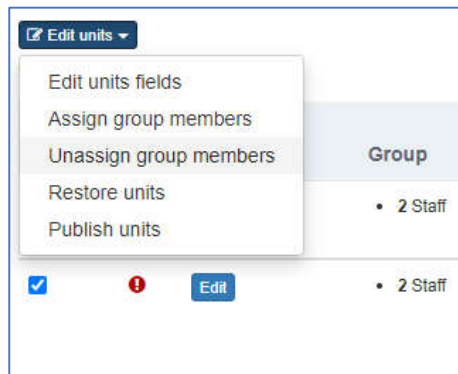 Edit units
Edit units fields
Assign group members
Unassign group members
Group
Restore units
2 Staff
Publish units
Edit
2 Staff